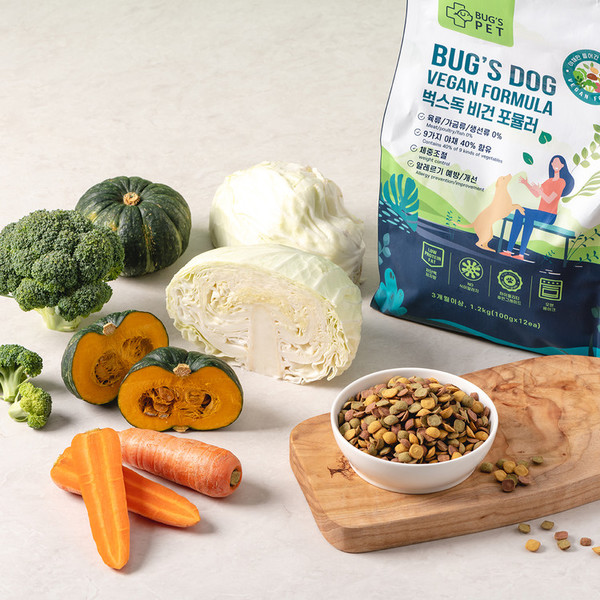 BUG'S
PET
BUG'S DOG
VEGAN FORMULA
벅스독 비건 포뮬러
육류/가금류/생선류 0%
Meat/poultry/fish 0%
9가지 야채 40% 함유
Contains 40% of 9 kinds of vegetables
체중조절
weight control
알레르기 예방/개선
Allergy prevention/improvement
NO
3개월이상, 1.2kg(100gx12ea)